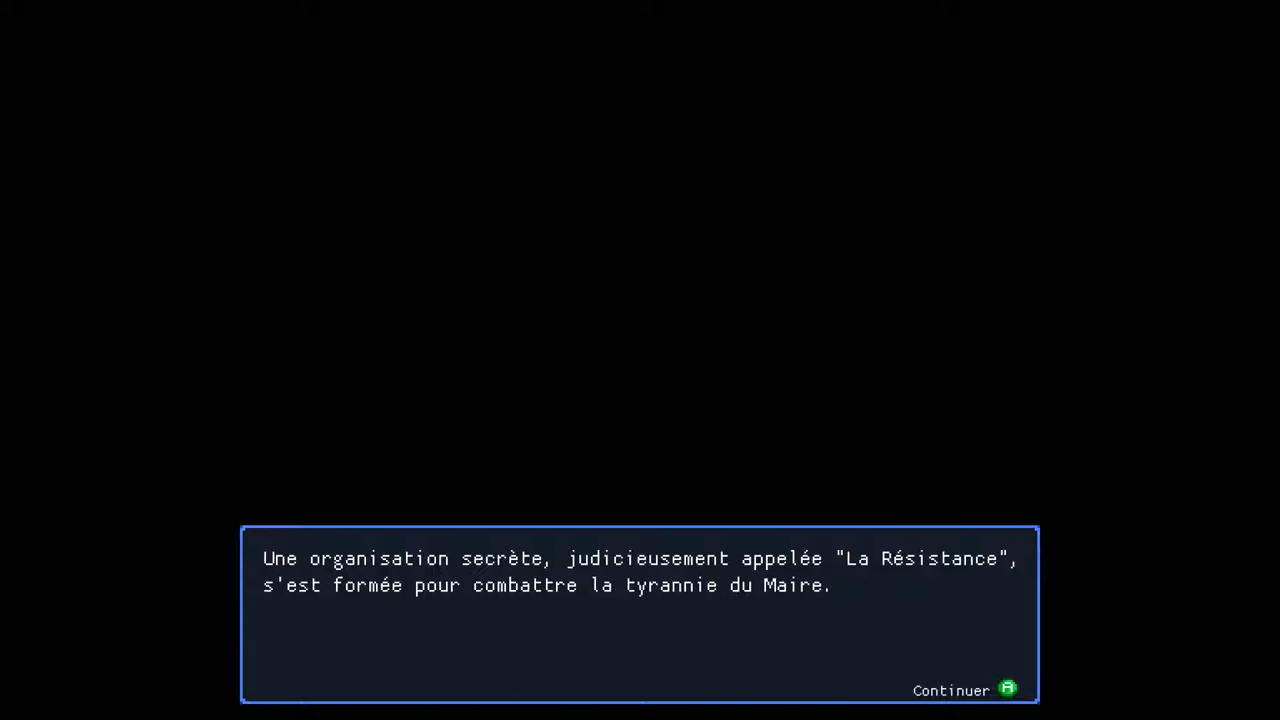 Une organisation secrète, judicieusement appelée "La Résistance",
s'est formée pour combattre la tyrannie du Maire.
Continuer A